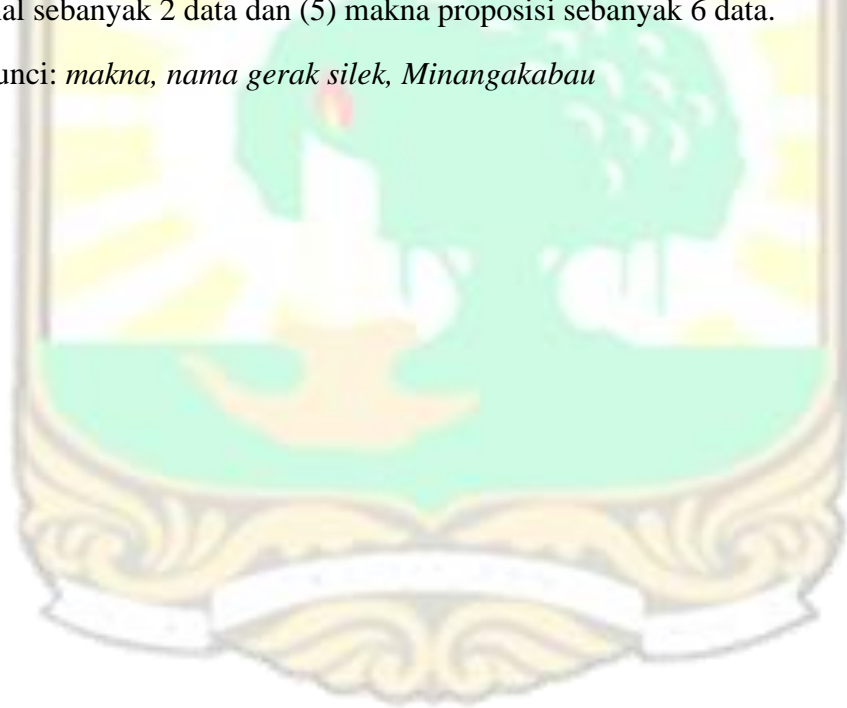 al sebanyak 2 data dan (5) makna proposisi sebanyak 6 data.
unci: makna, nama gerak silek, Minangakabau